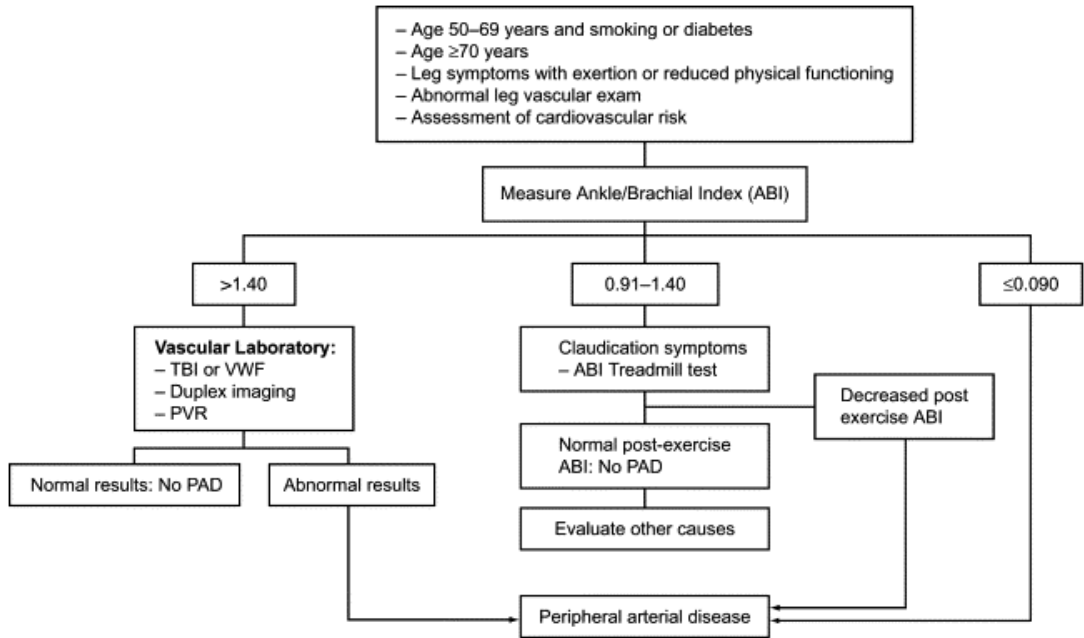 – Age 50–69 years and smoking or diabetes
– Age ≥70 years
– Leg symptoms with exertion or reduced physical functioning
– Abnormal leg vascular exam
– Assessment of cardiovascular risk
Measure Ankle/Brachial Index (ABI)
>1.40
0.91–1.40
≤0.090
Vascular Laboratory:
– TBI or VWF
– Duplex imaging
– PVR
Claudication symptoms
– ABI Treadmill test
Decreased post
exercise ABI
Normal post-exercise
ABI: No PAD
Normal results: No PAD
Abnormal results
Evaluate other causes
Peripheral arterial disease